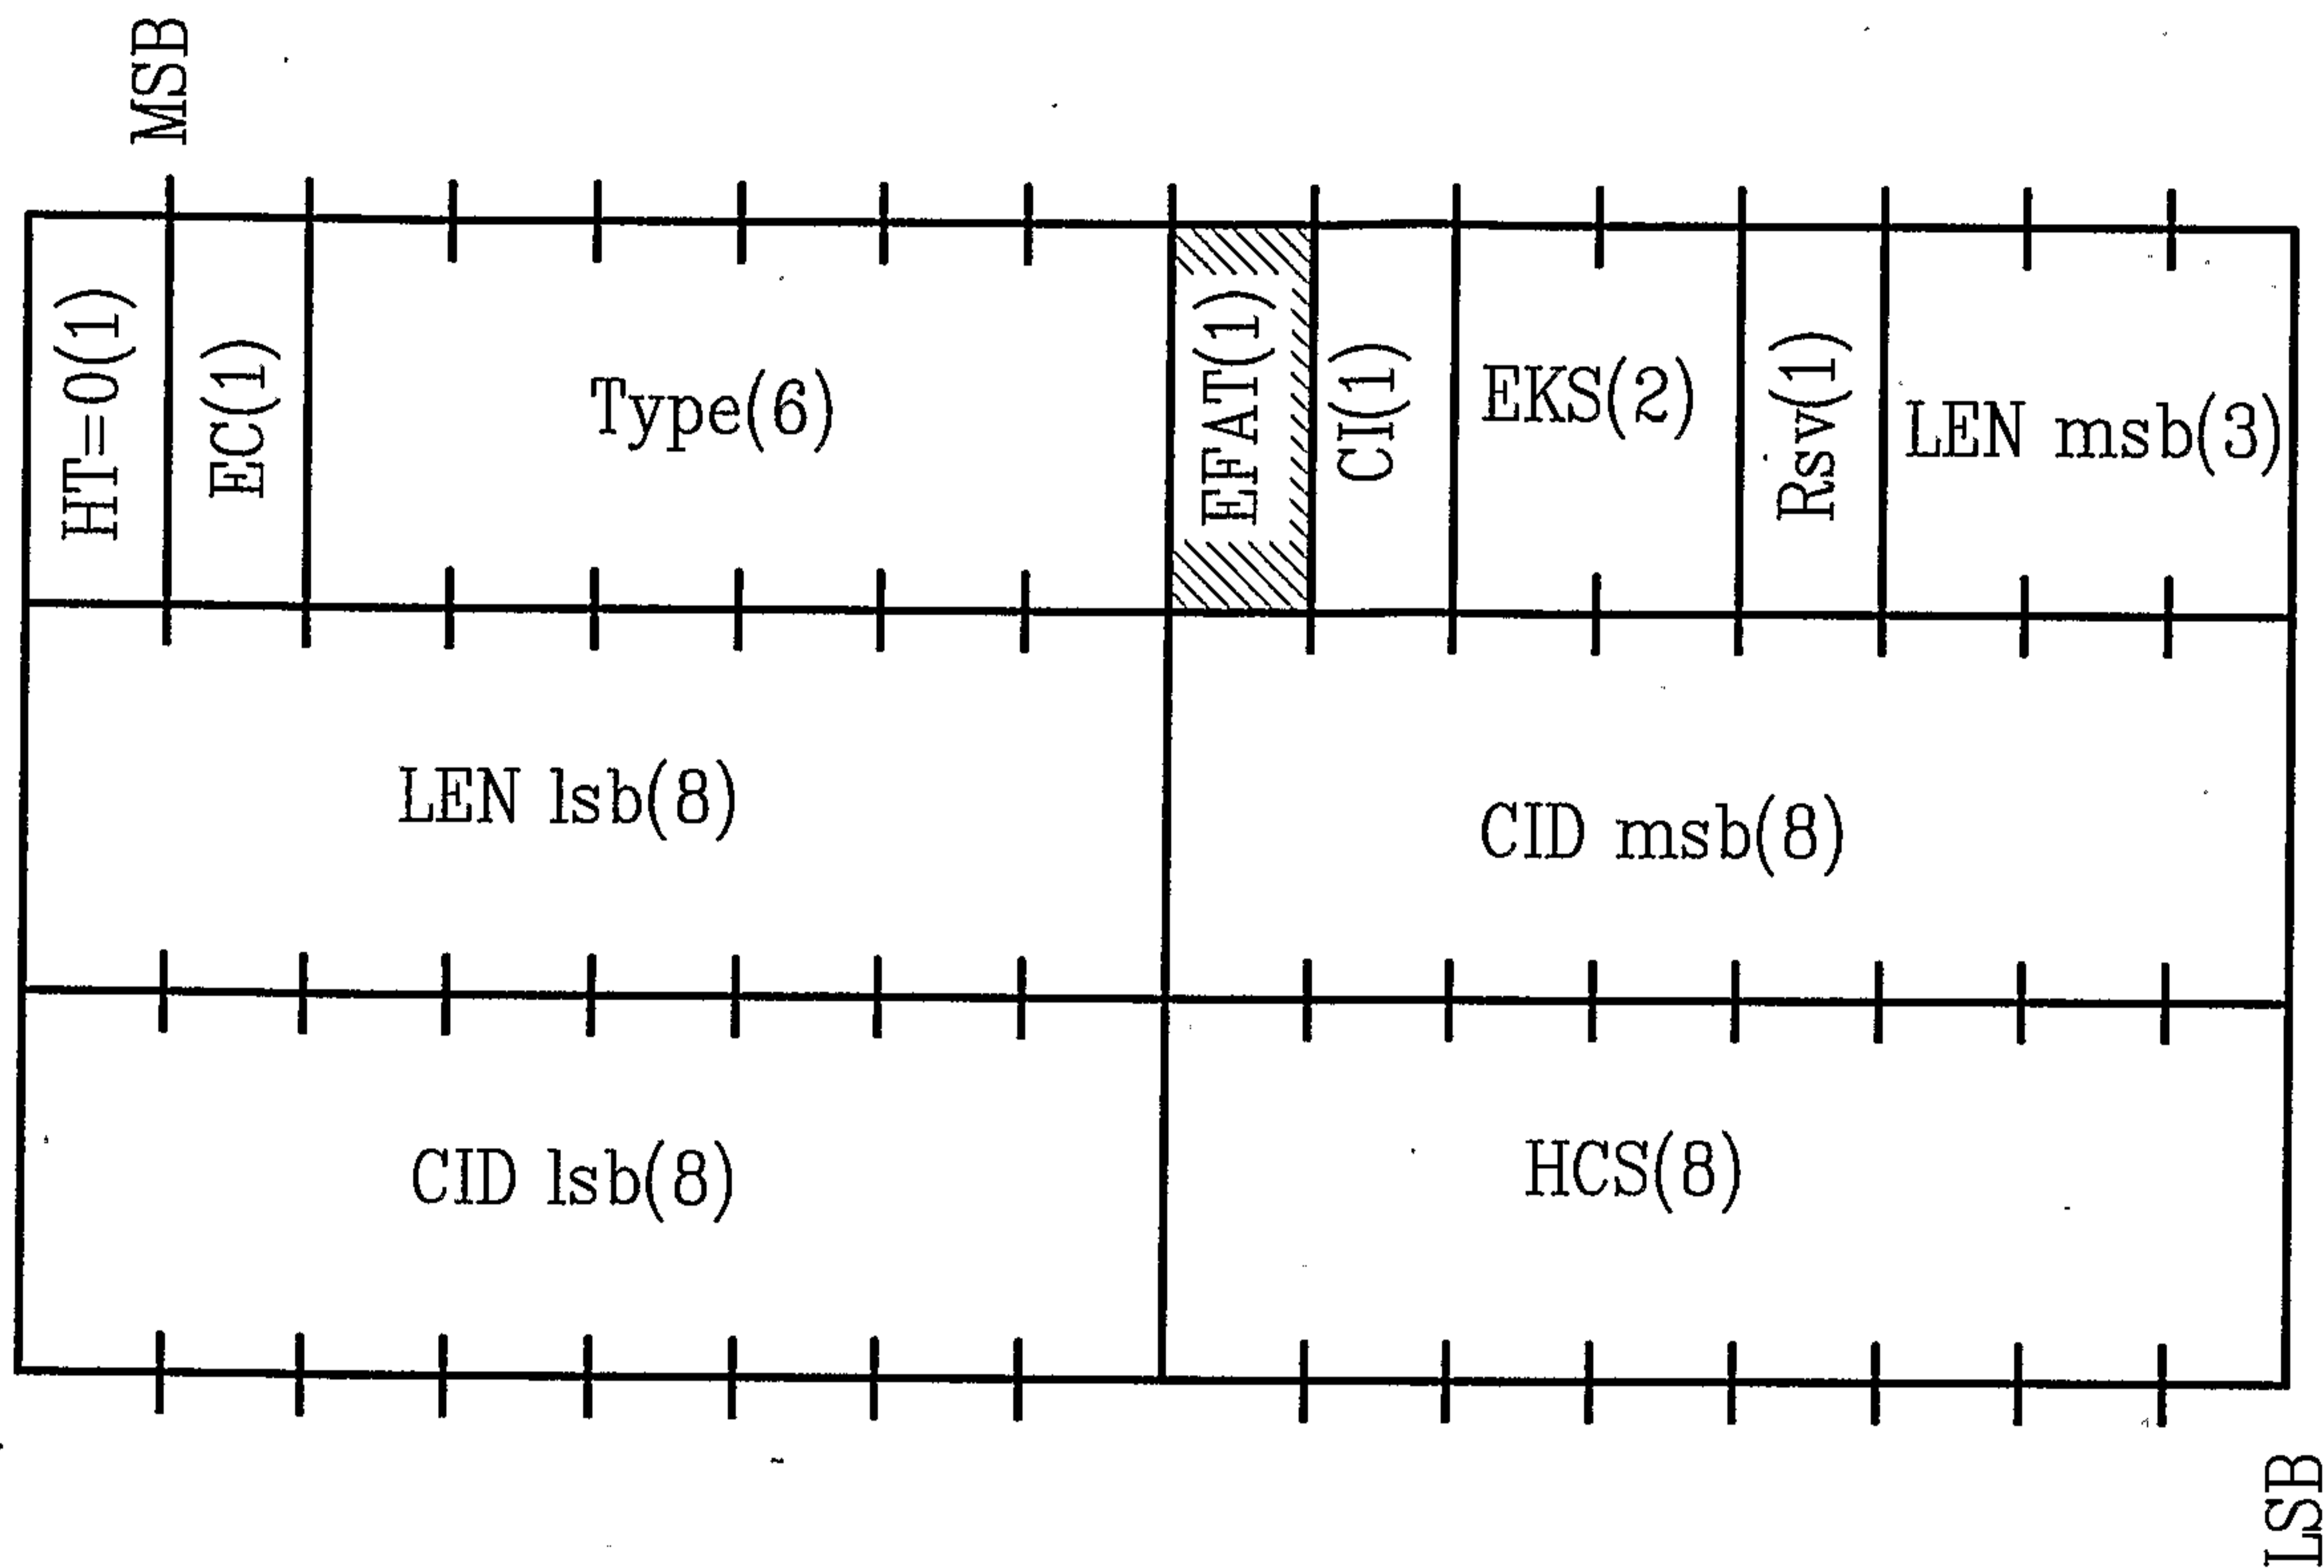 MSB
HT=0(1)
EC(1)
Type(6)
EFAT(1)
CI(1)
EKS(2)
Rsv(1)
LEN msb(3)
LEN lsb(8)
CID msb(8)
CID lsb(8)
HCS(8)
LSB